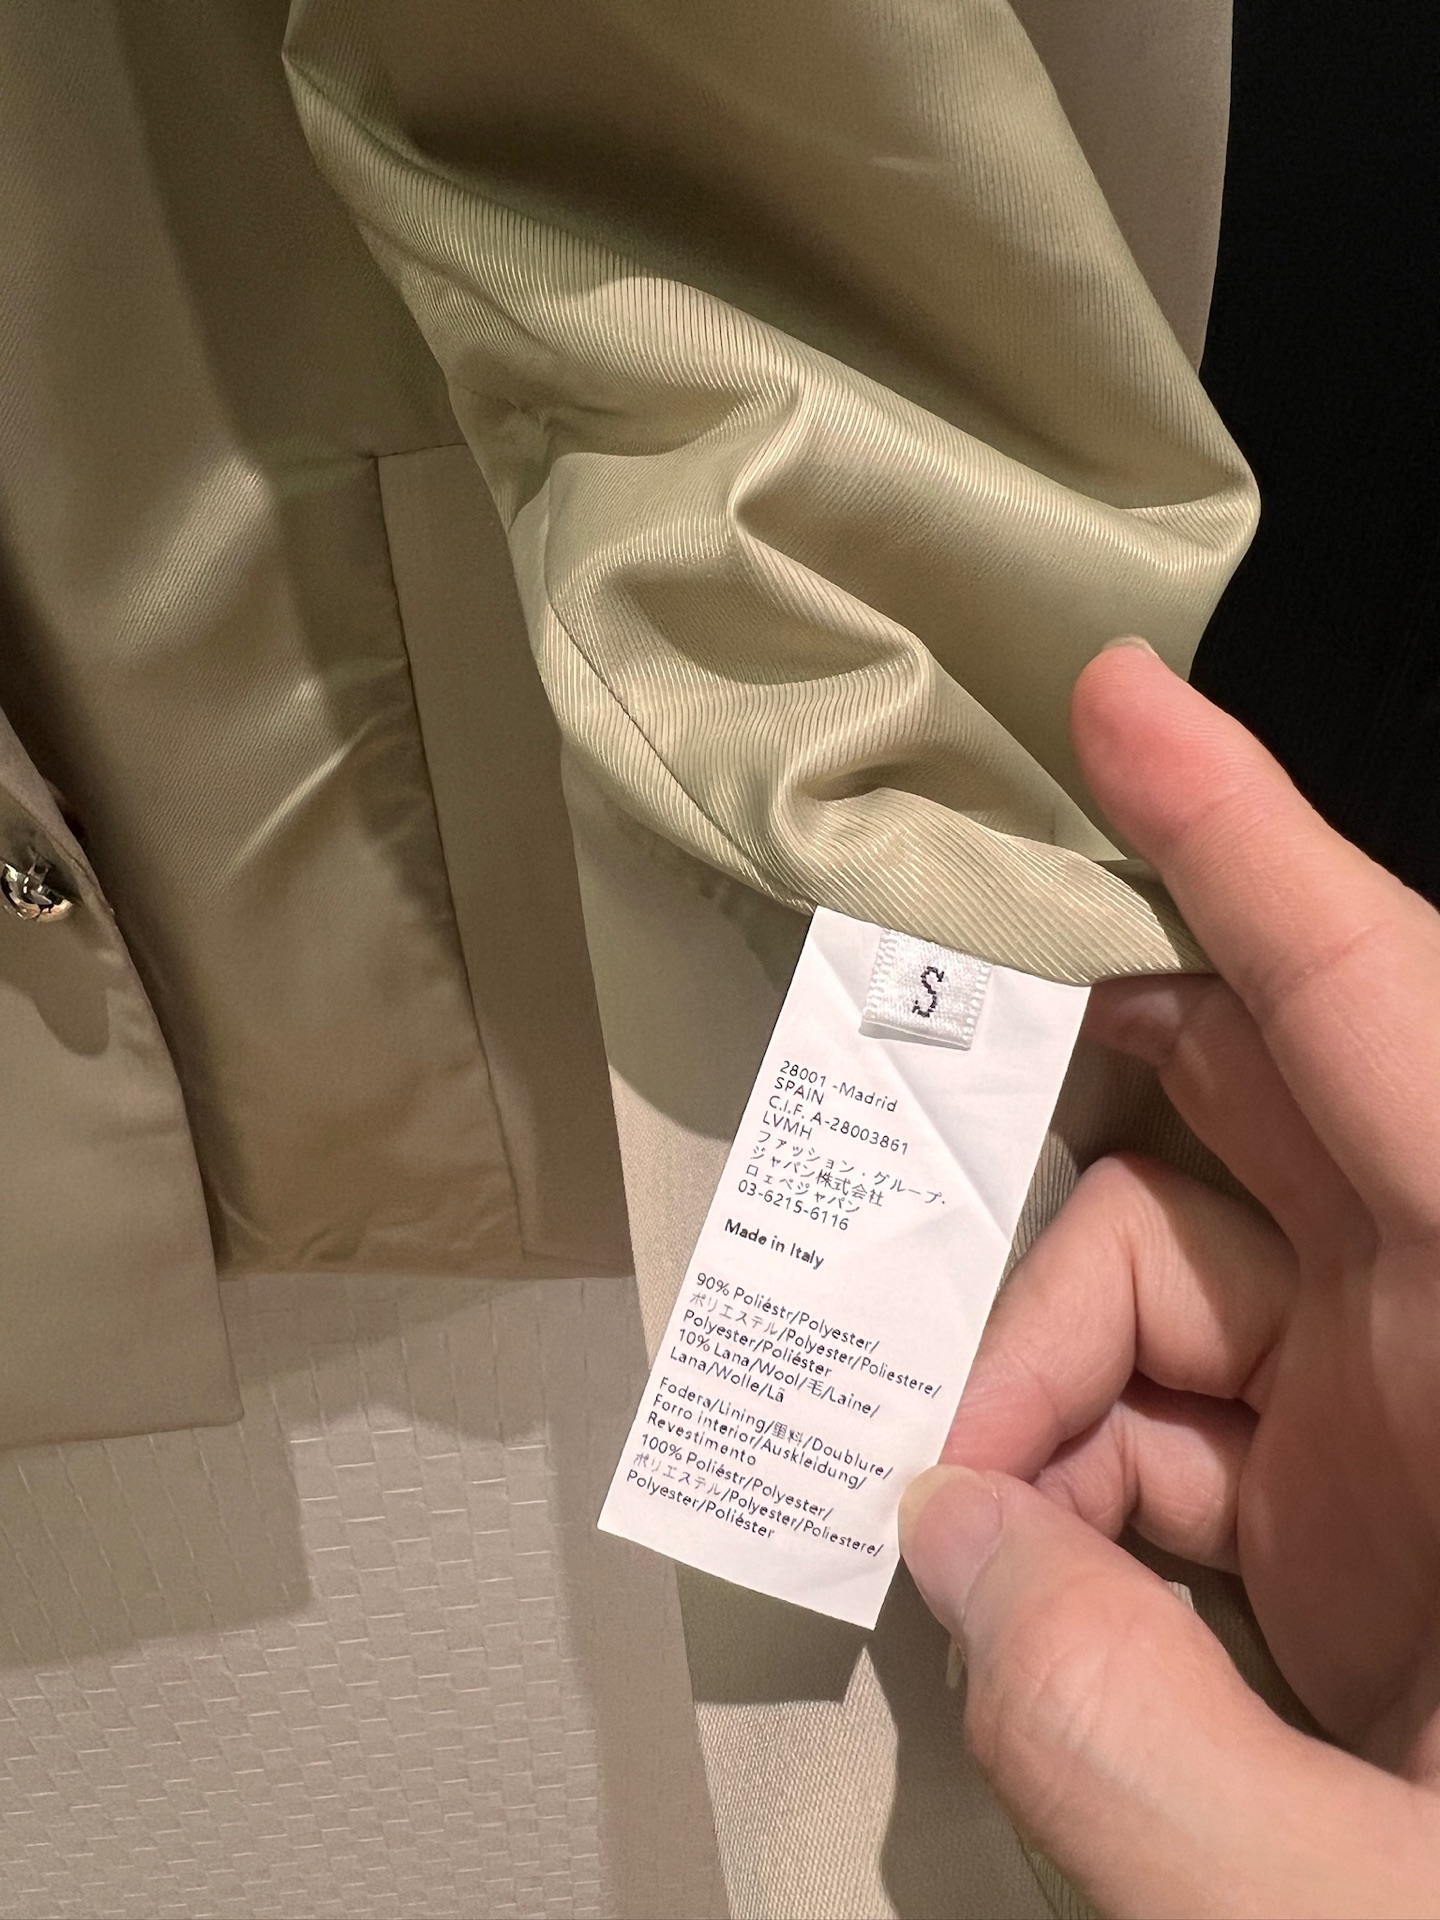 S
28001 -Madrid
SPAIN
C.I.F. A-28003861
LVMH
ファッション・グループ・
ジャパン株式会社
ロエベジャパン
03-6215-6116
Made in Italy
90% Poliéstr/Polyester/
ポリエステル/Polyester/Poliestere/
Polyester/Poliéster
10% Lana/Wool/毛/Laine/
Lana/Wolle/Lã
Fodera/Lining/里料/Doublure/
Forro interior/Auskleidung/
Revestimento
100% Poliéstr/Polyester/
ポリエステル/Polyester/Poliestere/
Polyester/Poliéster